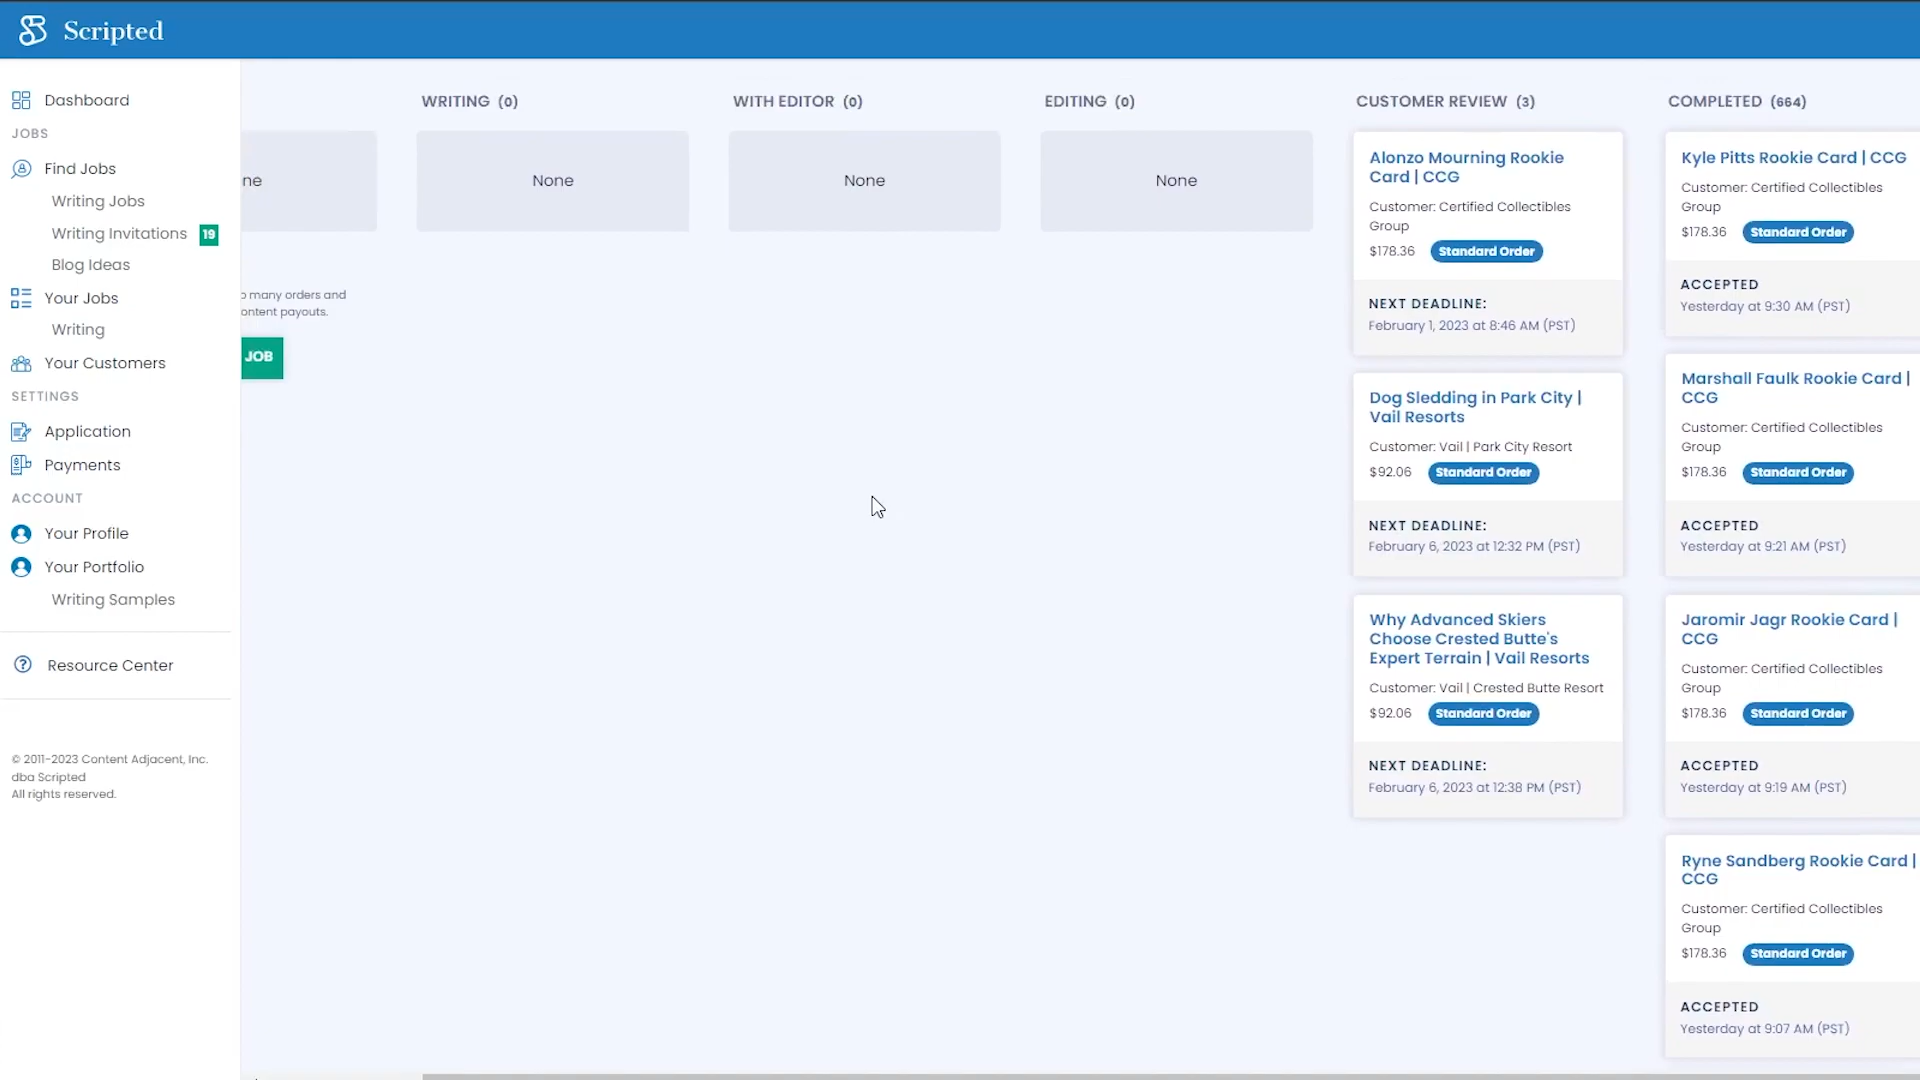 Scripted
Dashboard
JOBS
Find Jobs
Writing Jobs
Writing Invitations 19
Blog Ideas
Your Jobs
Writing
Your Customers
SETTINGS
Application
Payments
ACCOUNT
Your Profile
Your Portfolio
Writing Samples
Resource Center
© 2011-2023 Content Adjacent, Inc.
dba Scripted
All rights reserved.
ne
o many orders and
ontent payouts.
JOB
WRITING (0)
None
WITH EDITOR (0)
None
EDITING (0)
None
CUSTOMER REVIEW (3)
Alonzo Mourning Rookie
Card | CCG
Customer: Certified Collectibles
Group
$178.36 Standard Order
NEXT DEADLINE:
February 1, 2023 at 8:46 AM (PST)
Dog Sledding in Park City |
Vail Resorts
Customer: Vail | Park City Resort
$92.06 Standard Order
NEXT DEADLINE:
February 6, 2023 at 12:32 PM (PST)
Why Advanced Skiers
Choose Crested Butte's
Expert Terrain | Vail Resorts
Customer: Vail | Crested Butte Resort
$92.06 Standard Order
NEXT DEADLINE:
February 6, 2023 at 12:38 PM (PST)
COMPLETED (664)
Kyle Pitts Rookie Card | CCG
Customer: Certified Collectibles
Group
$178.36 Standard Order
ACCEPTED
Yesterday at 9:30 AM (PST)
Marshall Faulk Rookie Card |
CCG
Customer: Certified Collectibles
Group
$178.36 Standard Order
ACCEPTED
Yesterday at 9:21 AM (PST)
Jaromir Jagr Rookie Card |
CCG
Customer: Certified Collectibles
Group
$178.36 Standard Order
ACCEPTED
Yesterday at 9:19 AM (PST)
Ryne Sandberg Rookie Card |
CCG
Customer: Certified Collectibles
Group
$178.36 Standard Order
ACCEPTED
Yesterday at 9:07 AM (PST)